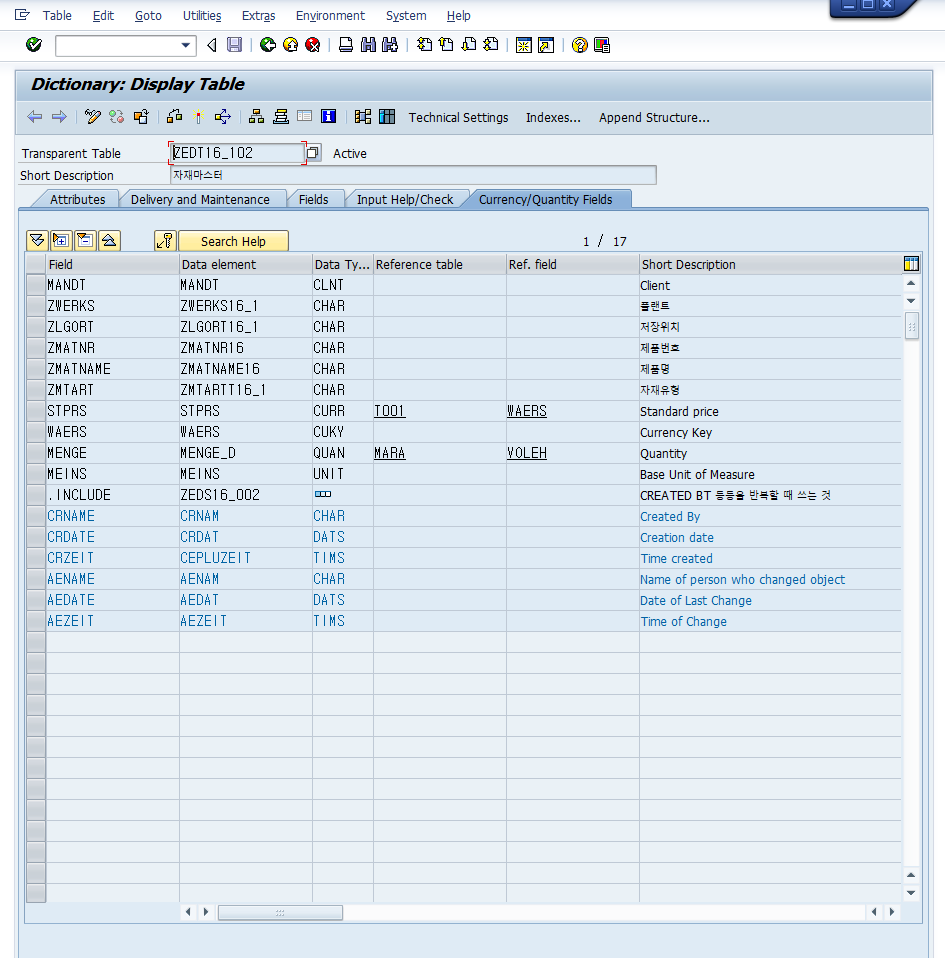 Table Edit Goto Utilities Extras Environment System Help
Dictionary: Display Table
Technical Settings Indexes... Append Structure...
Transparent Table ZEDT16_102 Active
Short Description 자재마스터
Attributes Delivery and Maintenance Fields Input Help/Check Currency/Quantity Fields
Search Help 1 / 17
Field Data element Data Ty... Reference table Ref. field Short Description
MANDT MANDT CLNT Client
ZWERKS ZWERKS16_1 CHAR 플랜트
ZLGORT ZLGORT16_1 CHAR 저장위치
ZMATNR ZMATNR16 CHAR 제품번호
ZMATNAME ZMATNAME16 CHAR 제품명
ZMTART ZMTARTT16_1 CHAR 자재유형
STPRS STPRS CURR T001 WAERS Standard price
WAERS WAERS CUKY Currency Key
MENGE MENGE_D QUAN MARA VOLEH Quantity
MEINS MEINS UNIT Base Unit of Measure
.INCLUDE ZEDS16_002 CREATED BT 등등을 반복할 때 쓰는 것
CRNAME CRNAM CHAR Created By
CRDATE CRDAT DATS Creation date
CRZEIT CEPLUZEIT TIMS Time created
AENAME AENAM CHAR Name of person who changed object
AEDATE AEDAT DATS Date of Last Change
AEZEIT AEZEIT TIMS Time of Change